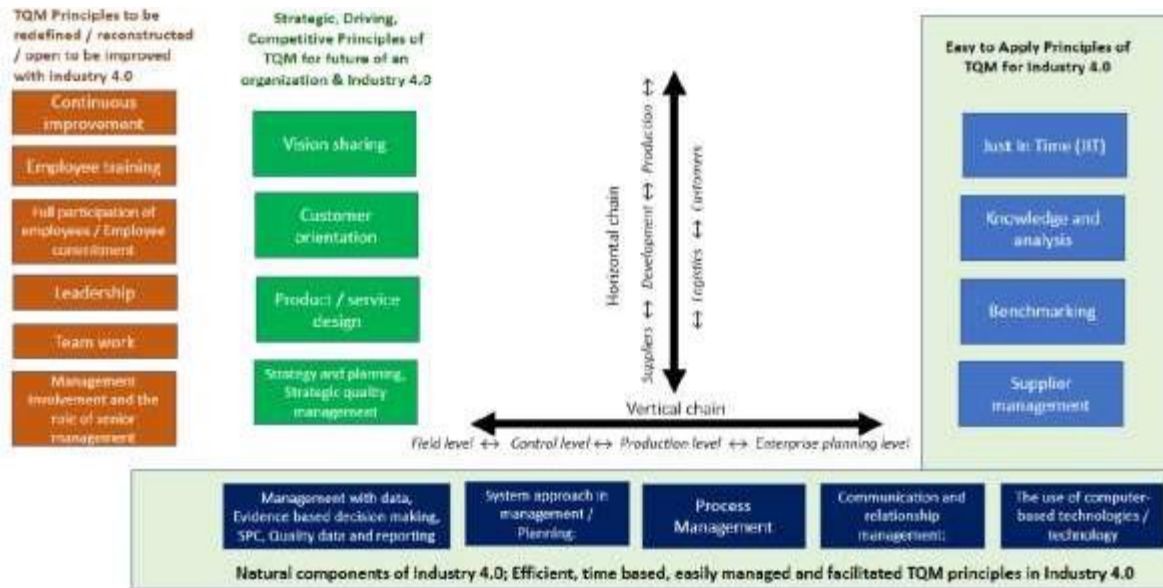 TQM Principles to be
redefined / reconstructed
/ open to be improved
with Industry 4.0
Continuous
improvement
Employee training
Full participation of
employees / Employee
commitment
Leadership
Team work
Management
involvement and the
role of senior
management
Strategic, Driving,
Competitive Principles of
TQM for future of an
organization & Industry 4.0
Vision sharing
Customer
orientation
Product / service
design
Strategy and planning,
Strategic quality
management
Horizontal chain
Suppliers ↔ Development ↔ Production ↔
↔ Logistics ↔ Customers
Vertical chain
Field level ↔ Control level ↔ Production level ↔ Enterprise planning level
Easy to Apply Principles of
TQM for Industry 4.0
Just In Time (JIT)
Knowledge and
analysis
Benchmarking
Supplier
management
Management with data,
Evidence based decision making,
SPC, Quality data and reporting
System approach in
management /
Planning
Process
Management
Communication and
relationship
management;
The use of computer-
based technologies /
technology
Natural components of Industry 4.0; Efficient, time based, easily managed and facilitated TQM principles in Industry 4.0